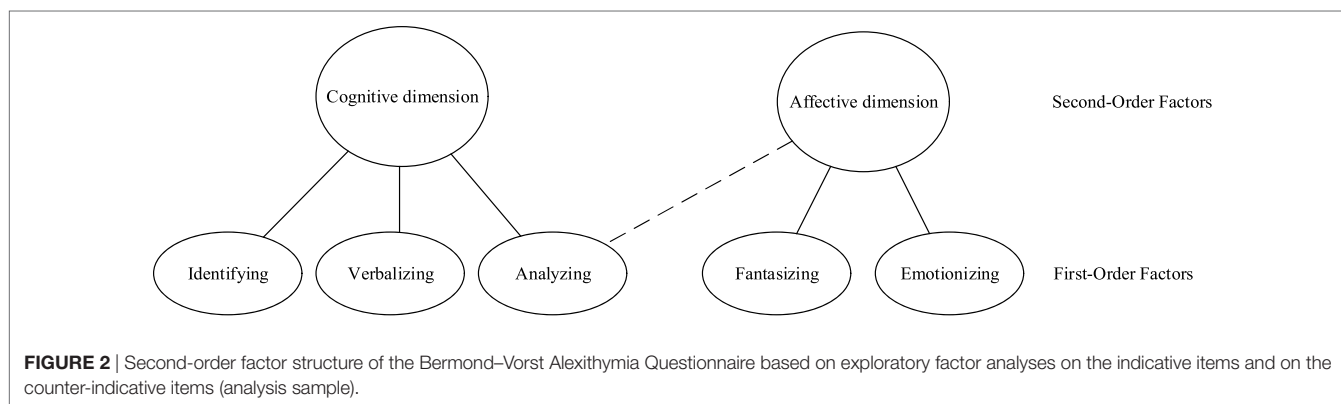 Cognitive dimension
Affective dimension
Second-Order Factors
Identifying
Verbalizing
Analyzing
Fantasizing
Emotionizing
First-Order Factors
FIGURE 2 | Second-order factor structure of the Bermond–Vorst Alexithymia Questionnaire based on exploratory factor analyses on the indicative items and on the
counter-indicative items (analysis sample).